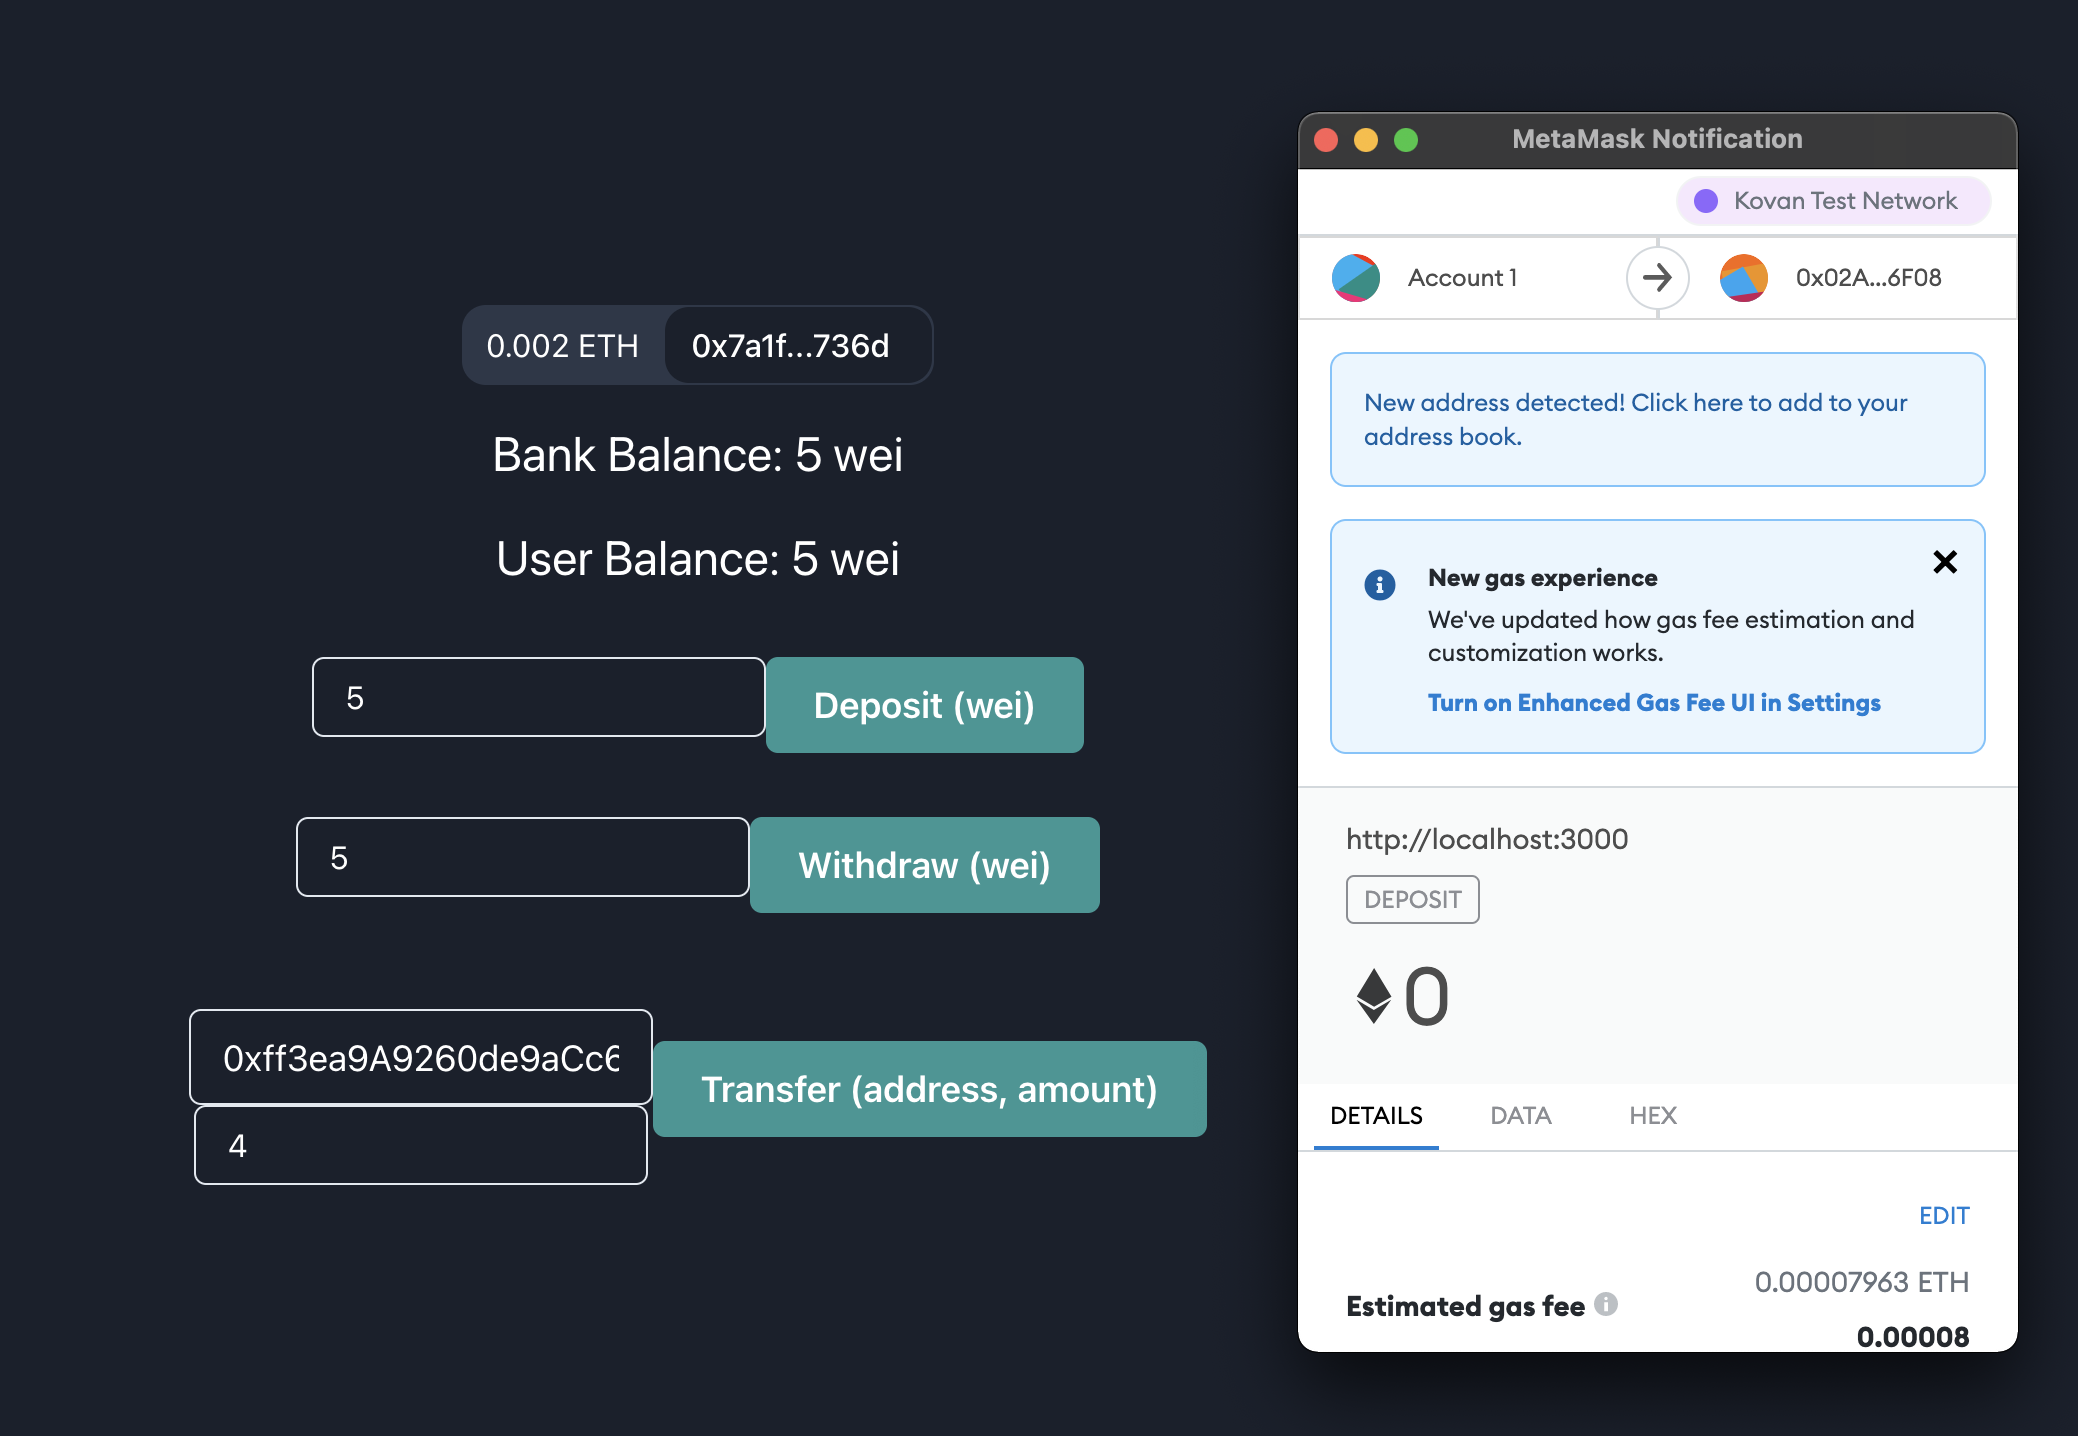 0.002 ETH
0x7a1f...736d
Bank Balance: 5 wei
User Balance: 5 wei
5
Deposit (wei)
5
Withdraw (wei)
0xff3ea9A9260de9aCc6
4
Transfer (address, amount)
MetaMask Notification
Kovan Test Network
Account 1
0x02A...6F08
New address detected! Click here to add to your
address book.
New gas experience
We've updated how gas fee estimation and
customization works.
Turn on Enhanced Gas Fee UI in Settings
http://localhost:3000
DEPOSIT
0
DETAILS
DATA
HEX
EDIT
0.00007963 ETH
Estimated gas fee
0.00008